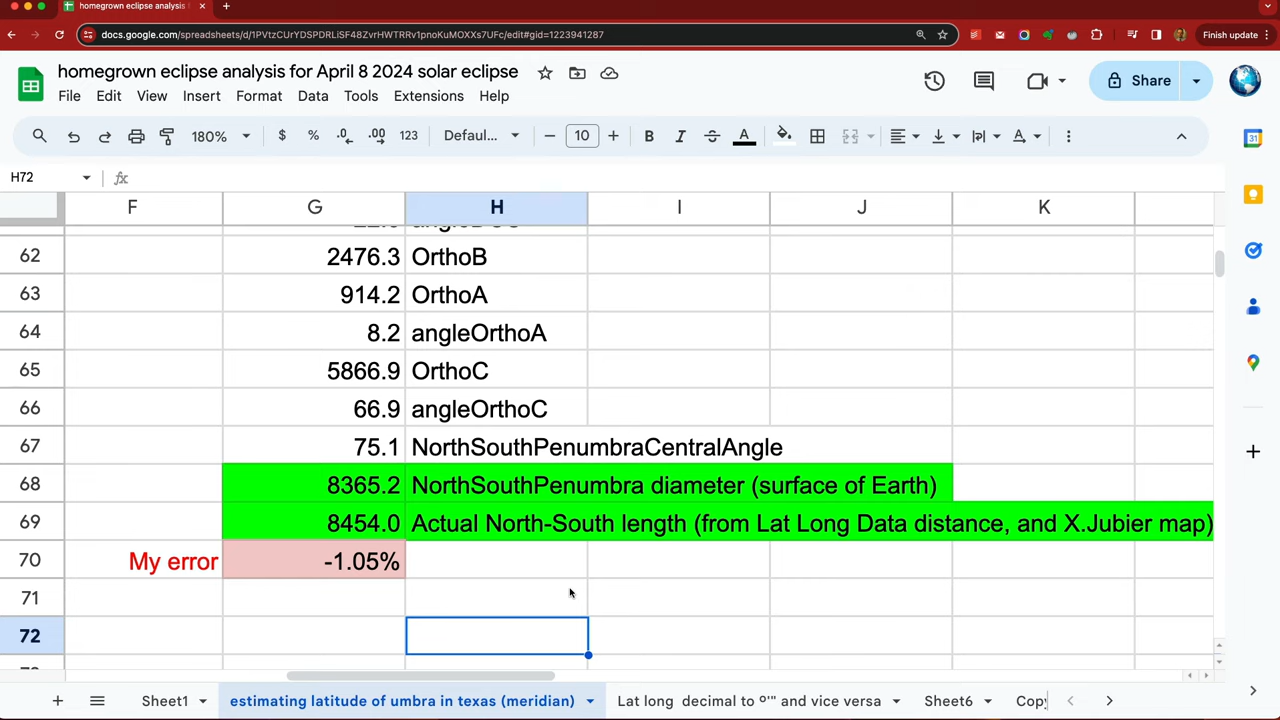 homegrown eclipse analysis
Finish update
docs.google.com/spreadsheets/d/1PVtzCUrYDSPDRLiSF48ZvrHWTRRv1pnoKuMOXXs7UFc/edit#gid=1223941287
homegrown eclipse analysis for April 8 2024 solar eclipse
File Edit View Insert Format Data Tools Extensions Help
Share
180% $ % .0 .00 123 Defaul... 10 B I A
H72 fx
F G H I J K
62 2476.3 OrthoB
63 914.2 OrthoA
64 8.2 angleOrthoA
65 5866.9 OrthoC
66 66.9 angleOrthoC
67 75.1 NorthSouthPenumbraCentralAngle
68 8365.2 NorthSouthPenumbra diameter (surface of Earth)
69 8454.0 Actual North-South length (from Lat Long Data distance, and X.Jubier map)
70 My error -1.05%
71
72
Sheet1 estimating latitude of umbra in texas (meridian) Lat long decimal to º'" and vice versa Sheet6 Copy